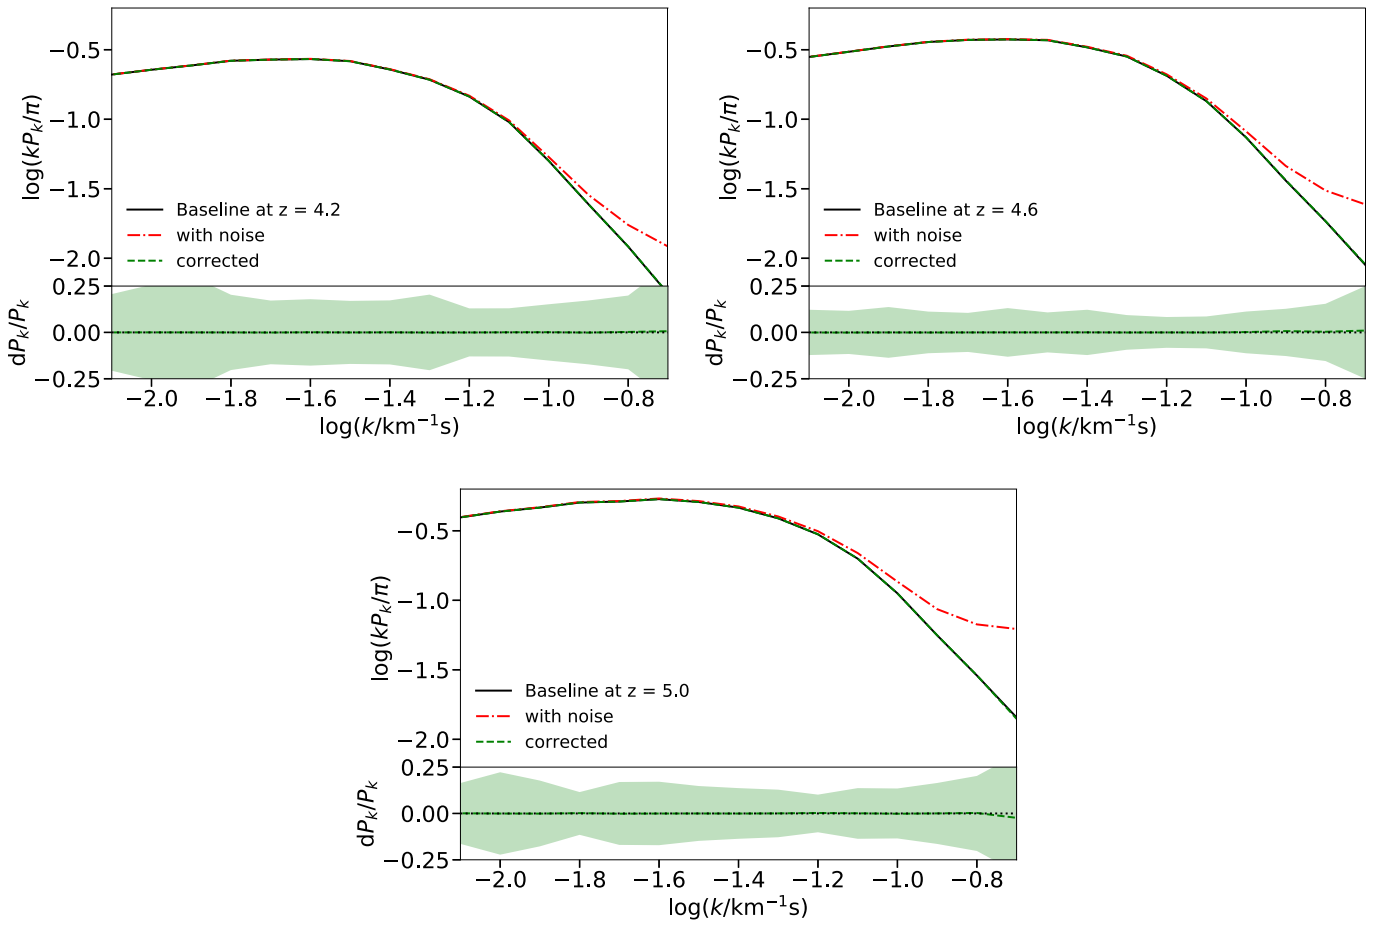 log(kP_k/π)
−0.5
−1.0
−1.5
−2.0
Baseline at z = 4.2
with noise
corrected
dP_k/P_k
0.25
0.00
−0.25
−2.0 −1.8 −1.6 −1.4 −1.2 −1.0 −0.8
log(k/km⁻¹s)
log(kP_k/π)
−0.5
−1.0
−1.5
−2.0
Baseline at z = 4.6
with noise
corrected
dP_k/P_k
0.25
0.00
−0.25
−2.0 −1.8 −1.6 −1.4 −1.2 −1.0 −0.8
log(k/km⁻¹s)
log(kP_k/π)
−0.5
−1.0
−1.5
−2.0
Baseline at z = 5.0
with noise
corrected
dP_k/P_k
0.25
0.00
−0.25
−2.0 −1.8 −1.6 −1.4 −1.2 −1.0 −0.8
log(k/km⁻¹s)